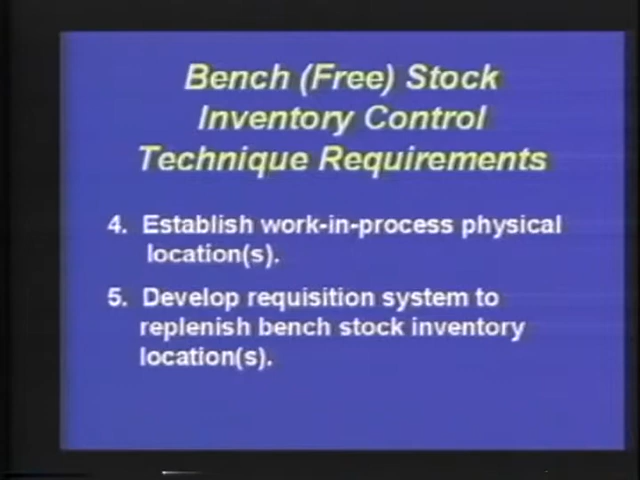 Bench (Free) Stock
Inventory Control
Technique Requirements
4. Establish work-in-process physical
location(s).
5. Develop requisition system to
replenish bench stock inventory
location(s).